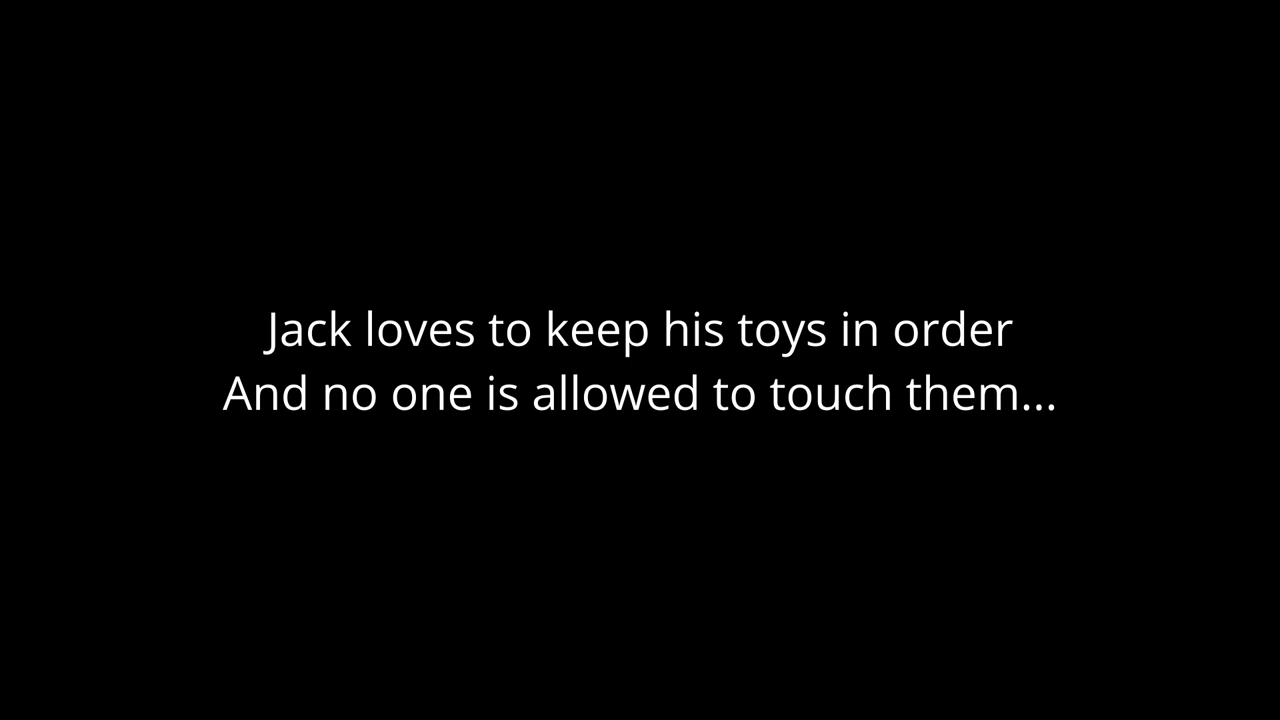 Jack loves to keep his toys in order
And no one is allowed to touch them...